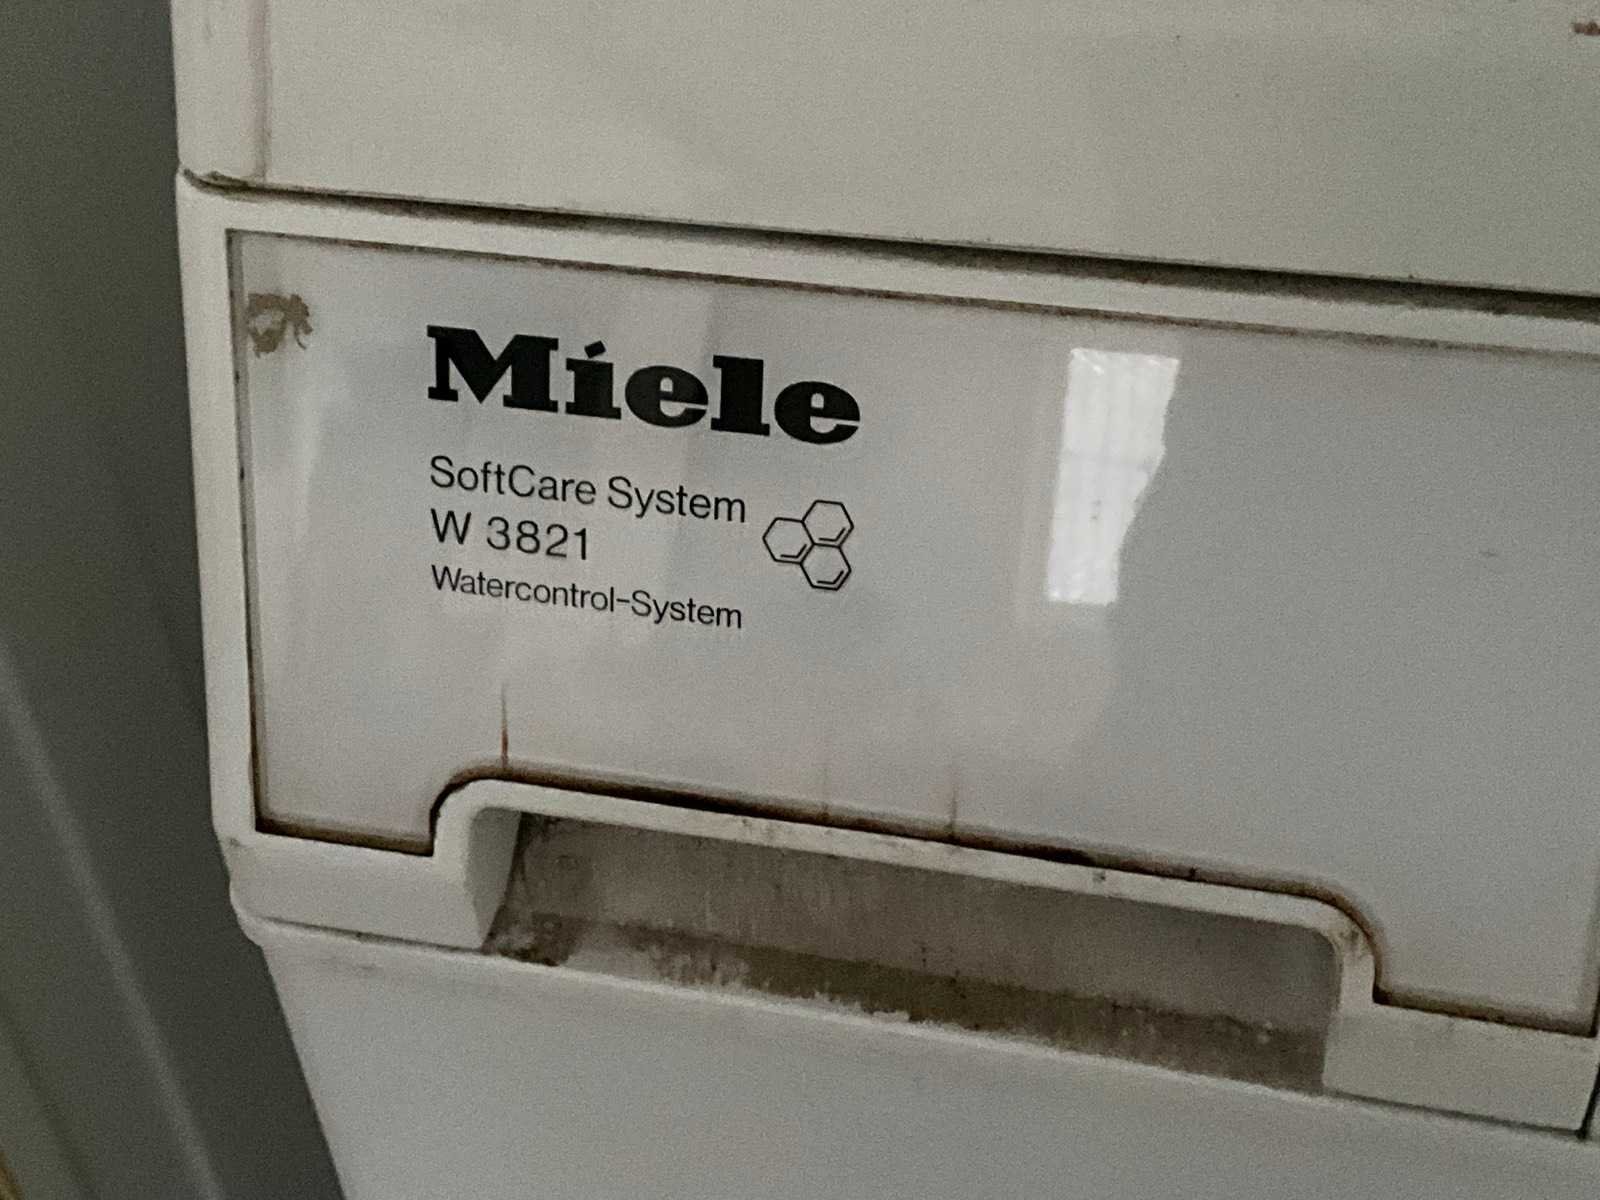 Miele
SoftCare System
W 3821
Watercontrol-System